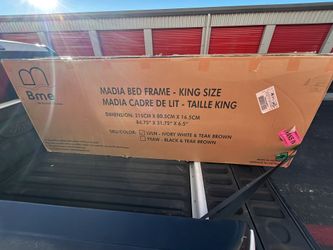 Bme
MADIA BED FRAME - KING SIZE
MADIA CADRE DE LIT - TAILLE KING
DIMENSION: 215CM X 80.5CM X 16.5CM
84.75" X 31.75" X 6.5"
SKU/COLOR:
- IVORY WHITE & TEAK BROWN
- BLACK & TEAK BROWN